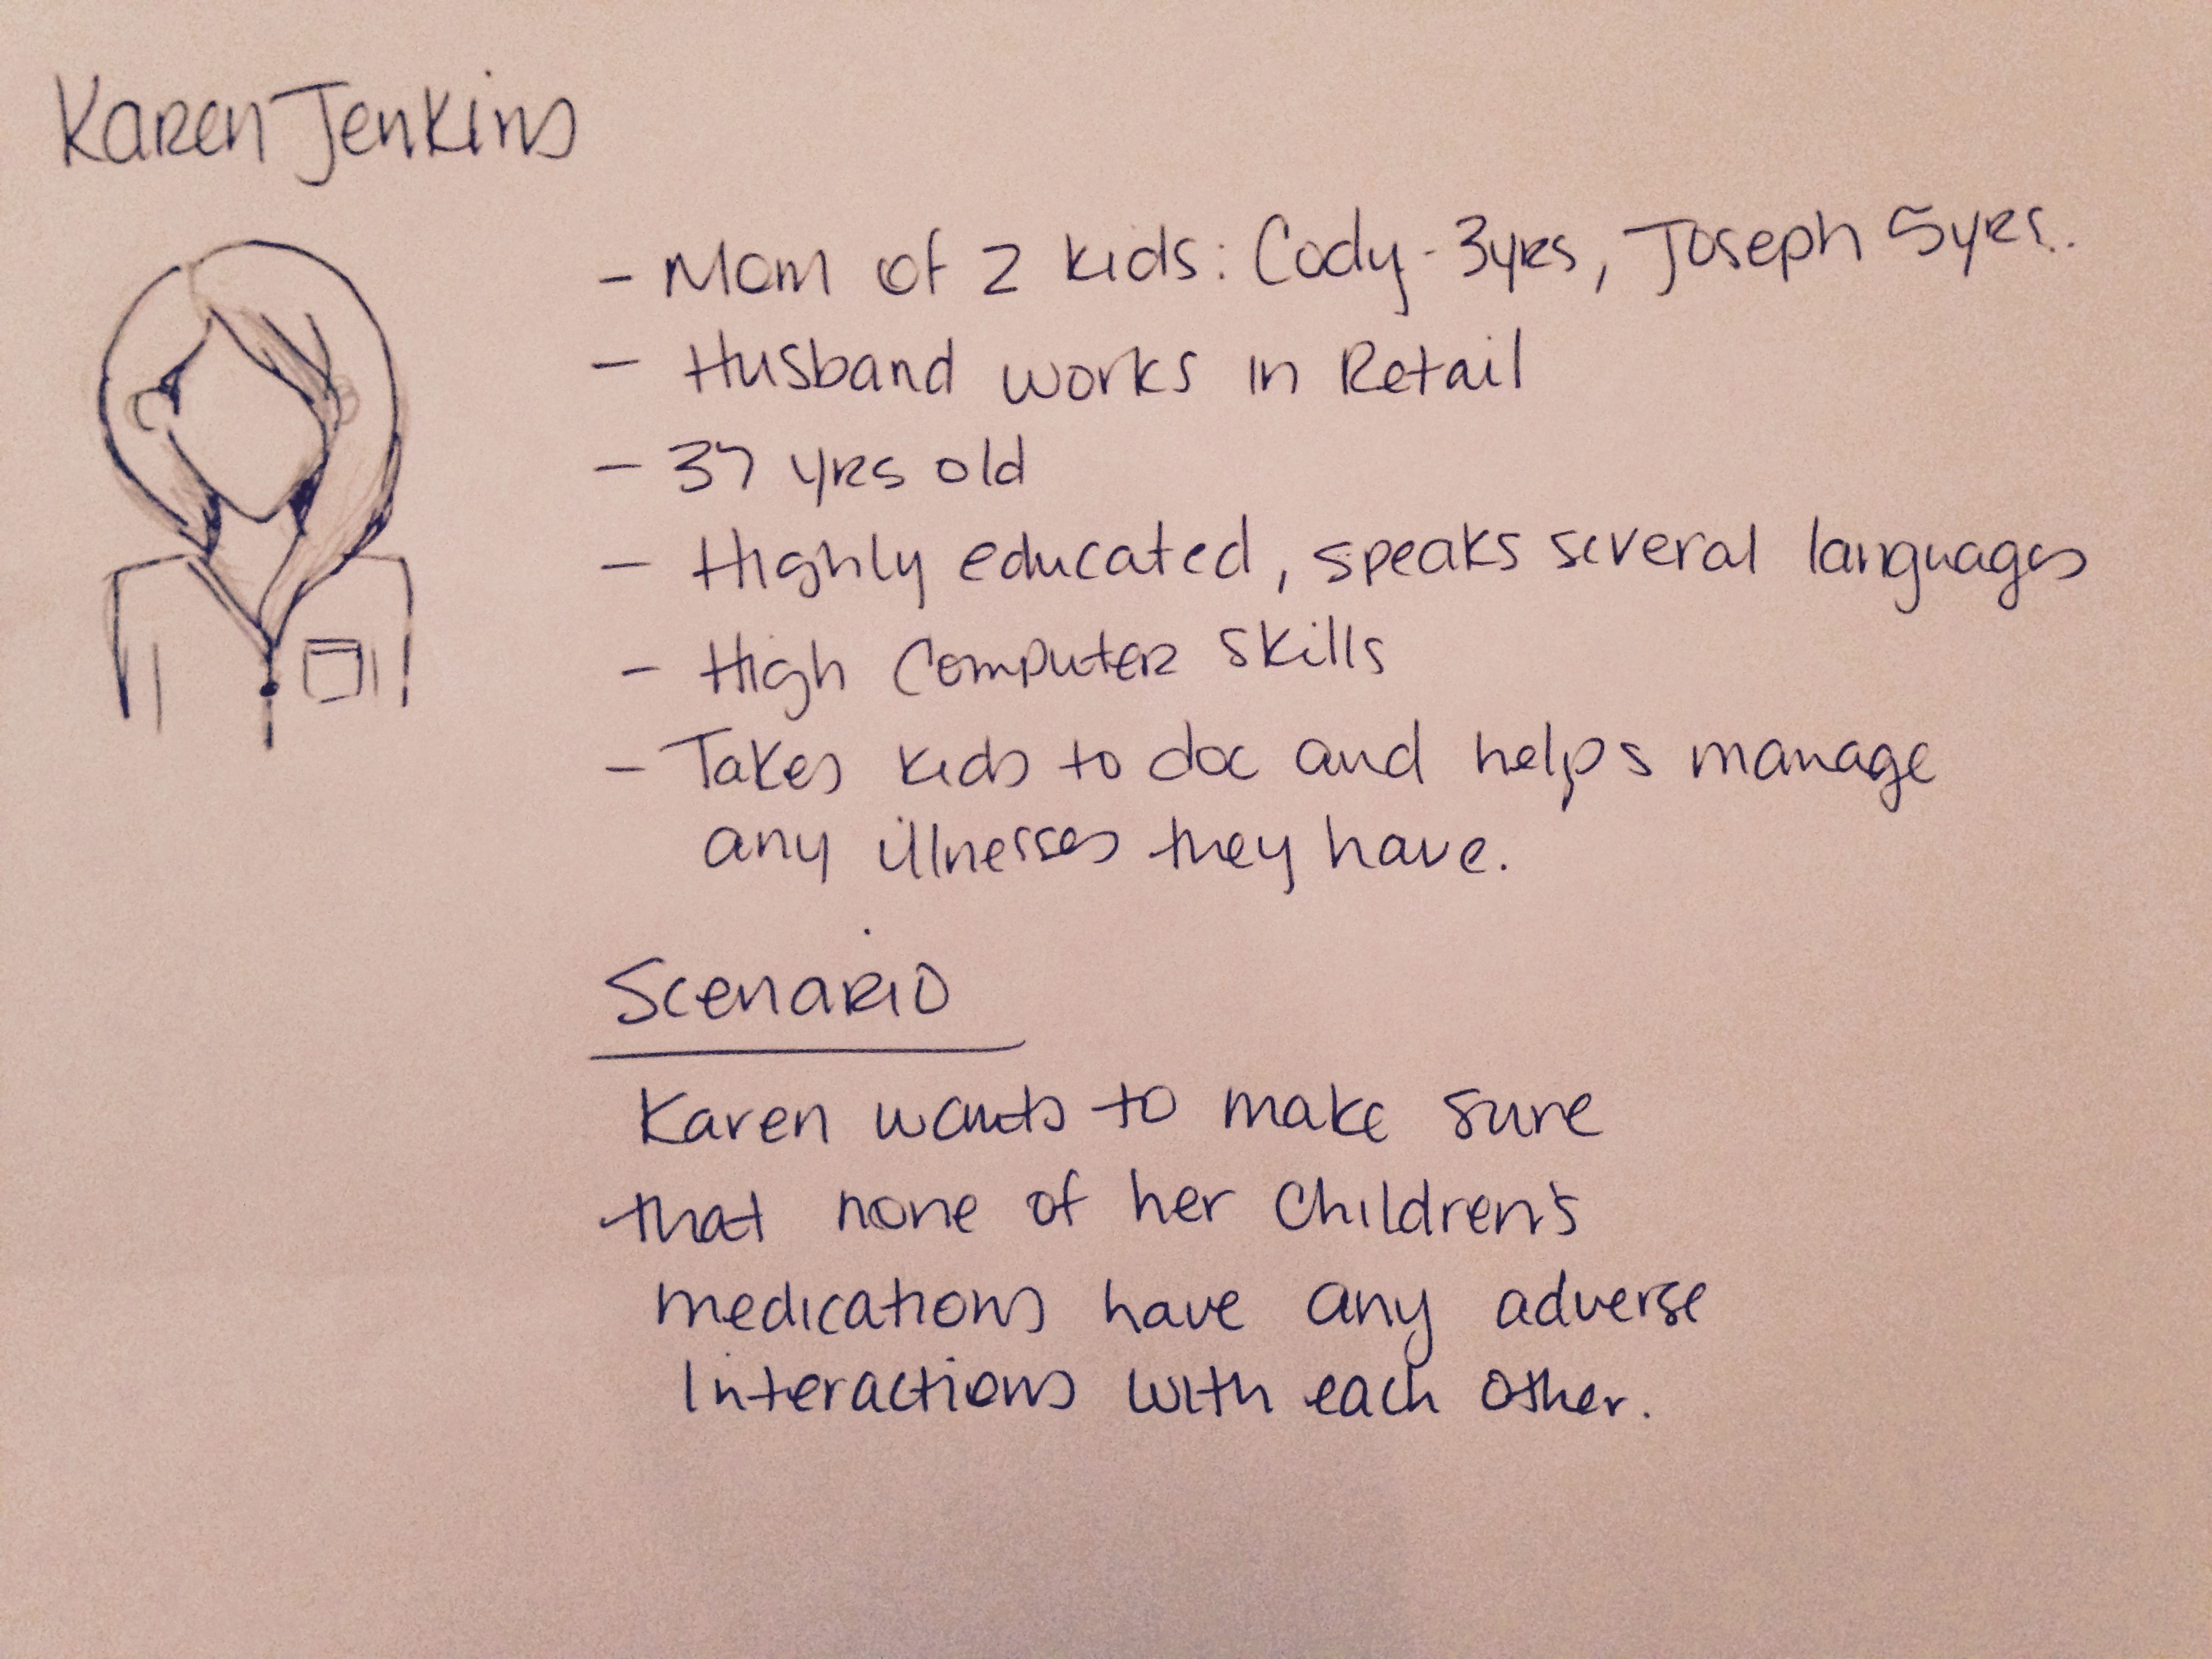 Karen Jenkins
- Mom of 2 kids: Cody - 3yrs, Joseph 5yrs.
- Husband works in Retail
- 37 yrs old
- Highly educated, speaks several languages
- High Computer skills
- Takes kids to doc and helps manage
any illnesses they have.
Scenario
Karen wants to make sure
that none of her children's
medications have any adverse
interactions with each other.